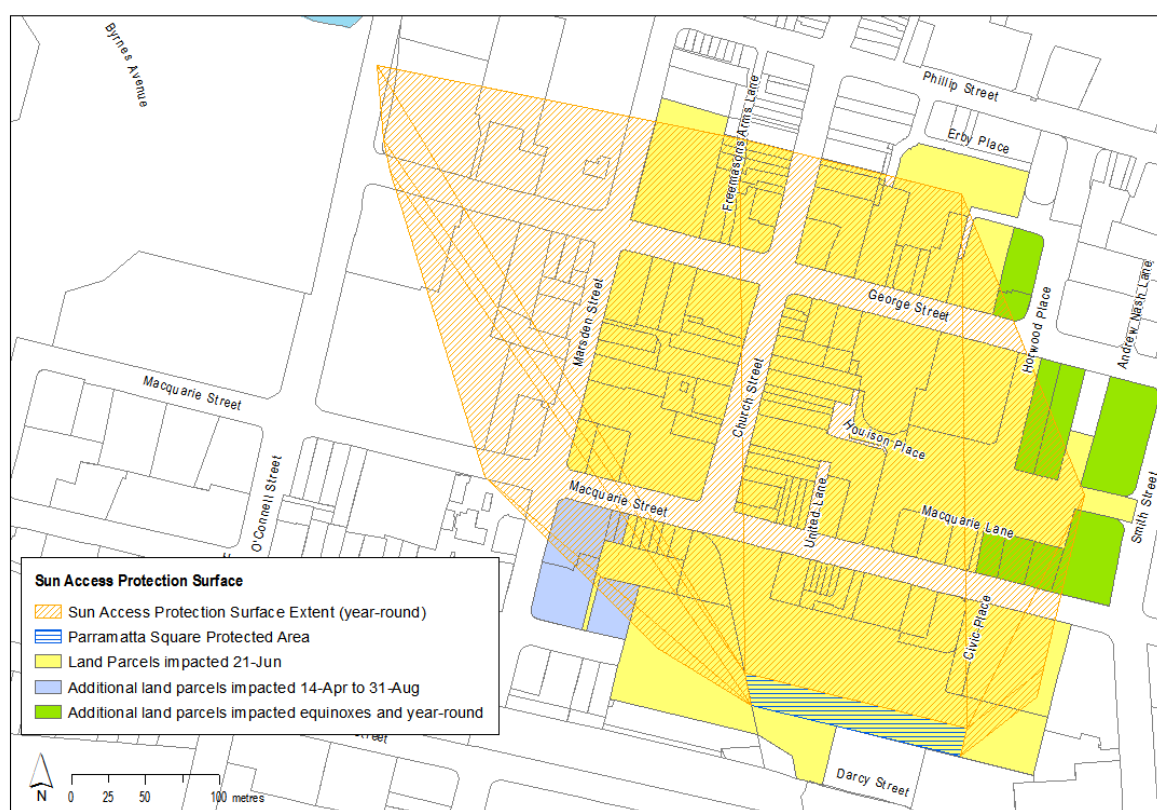 Byrnes Avenue
Phillip Street
Erby Place
Freemasons Arms Lane
Andrew Nash Lane
Horwood Place
George Street
Marsden Street
Church Street
Houison Place
Macquarie Street
O'Connell Street
Macquarie Street
United Lane
Macquarie Lane
Smith Street
Civic Place
Darcy Street
Street
Sun Access Protection Surface
Sun Access Protection Surface Extent (year-round)
Parramatta Square Protected Area
Land Parcels impacted 21-Jun
Additional land parcels impacted 14-Apr to 31-Aug
Additional land parcels impacted equinoxes and year-round
N
0 25 50 100 metres